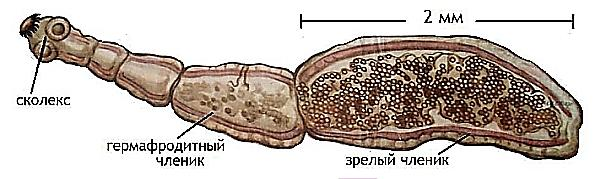 2 мм
сколекс
гермафродитный
членик
зрелый членик